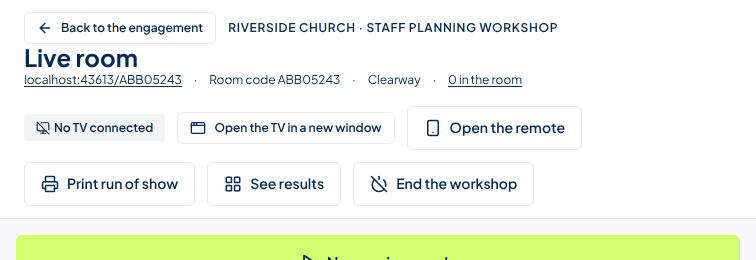 Back to the engagement RIVERSIDE CHURCH · STAFF PLANNING WORKSHOP
Live room
localhost:43613/ABB05243 · Room code ABB05243 · Clearway · 0 in the room
No TV connected Open the TV in a new window Open the remote
Print run of show See results End the workshop